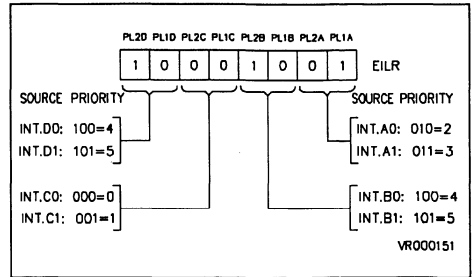 PL2D PL1D PL2C PL1C PL2B PL1B PL2A PL1A
1 0 0 0 1 0 0 1 EILR
SOURCE PRIORITY
INT.D0: 100=4
INT.D1: 101=5
INT.C0: 000=0
INT.C1: 001=1
SOURCE PRIORITY
INT.A0: 010=2
INT.A1: 011=3
INT.B0: 100=4
INT.B1: 101=5
VR000151